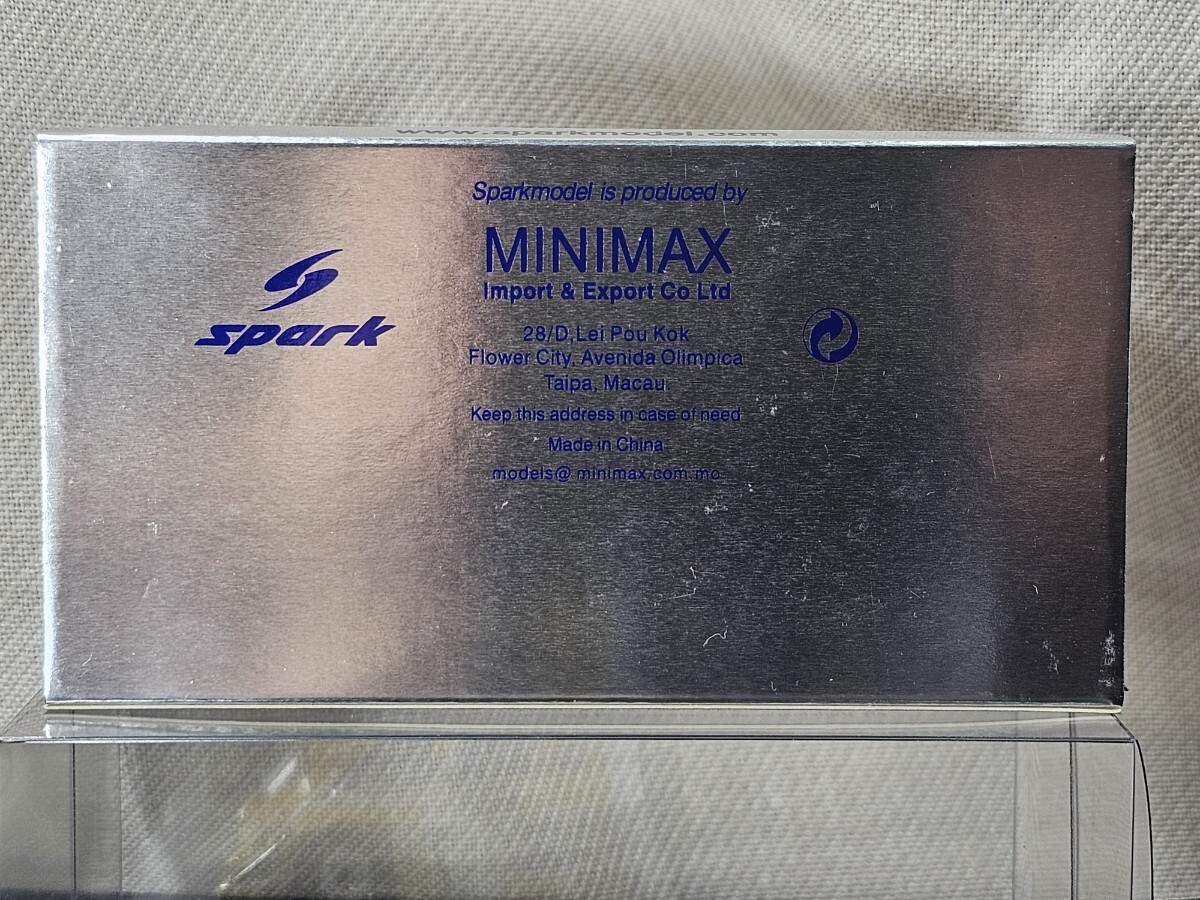 www.sparkmodel.com
Sparkmodel is produced by
MINIMAX
Import & Export Co Ltd
spark
28/D,Lei Pou Kok
Flower City, Avenida Olimpica
Taipa, Macau.
Keep this address in case of need
Made in China
models@ minimax.com.mo